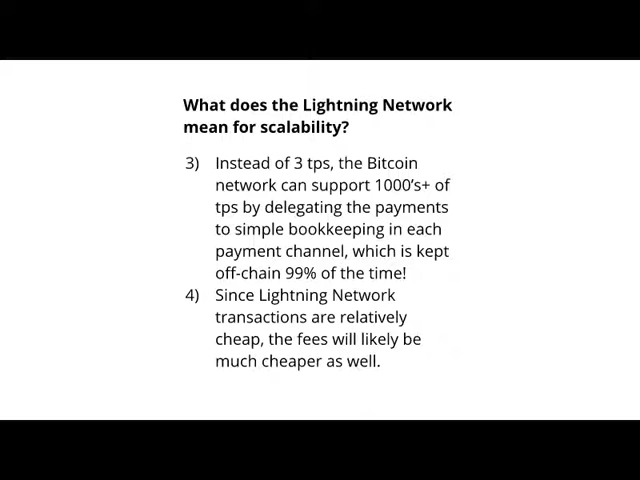 What does the Lightning Network
mean for scalability?
3) Instead of 3 tps, the Bitcoin
network can support 1000's+ of
tps by delegating the payments
to simple bookkeeping in each
payment channel, which is kept
off-chain 99% of the time!
4) Since Lightning Network
transactions are relatively
cheap, the fees will likely be
much cheaper as well.